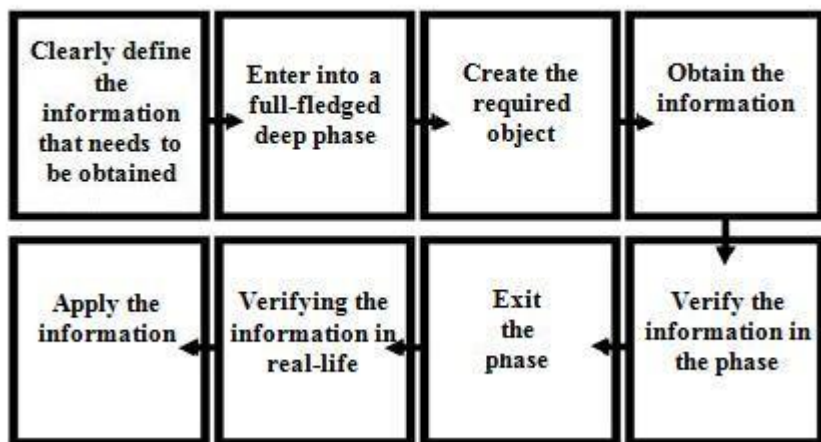 Clearly define
the
information
that needs to
be obtained
Enter into a
full-fledged
deep phase
Create the
required
object
Obtain the
information
Verify the
information in
the phase
Exit
the
phase
Verifying the
information in
real-life
Apply the
information